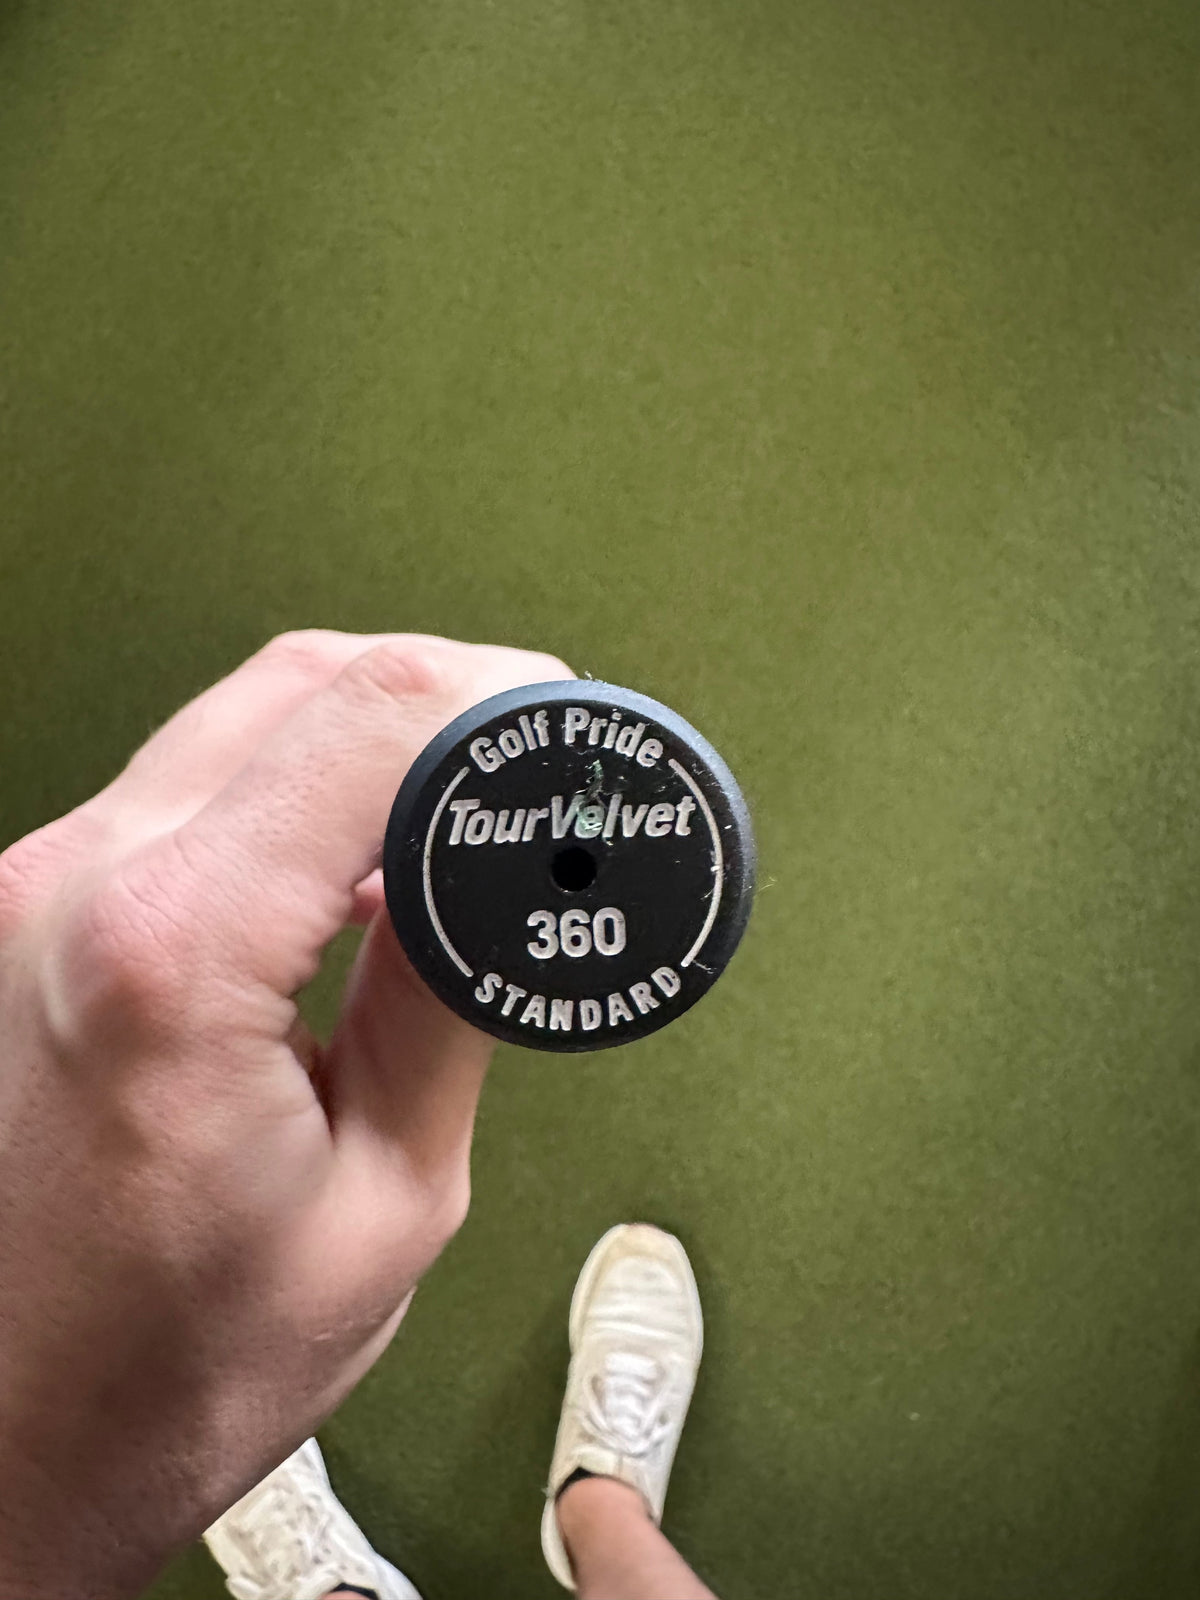 Golf Pride
TourVelvet
360
STANDARD